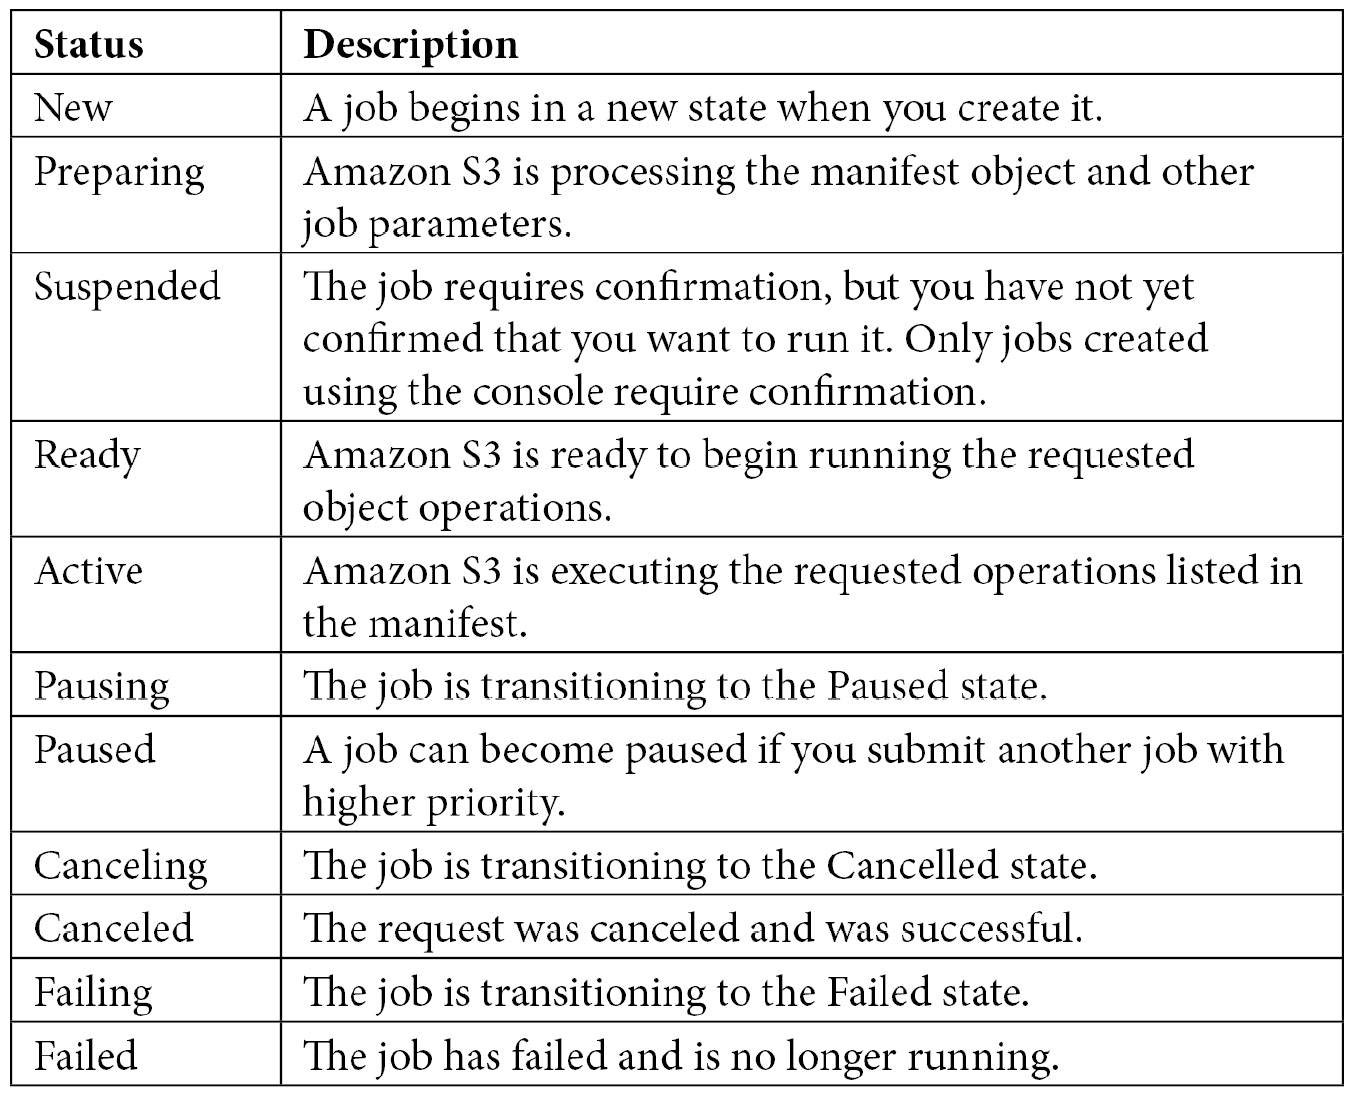 Status Description
New A job begins in a new state when you create it.
Preparing Amazon S3 is processing the manifest object and other
job parameters.
Suspended The job requires confirmation, but you have not yet
confirmed that you want to run it. Only jobs created
using the console require confirmation.
Ready Amazon S3 is ready to begin running the requested
object operations.
Active Amazon S3 is executing the requested operations listed in
the manifest.
Pausing The job is transitioning to the Paused state.
Paused A job can become paused if you submit another job with
higher priority.
Canceling The job is transitioning to the Cancelled state.
Canceled The request was canceled and was successful.
Failing The job is transitioning to the Failed state.
Failed The job has failed and is no longer running.